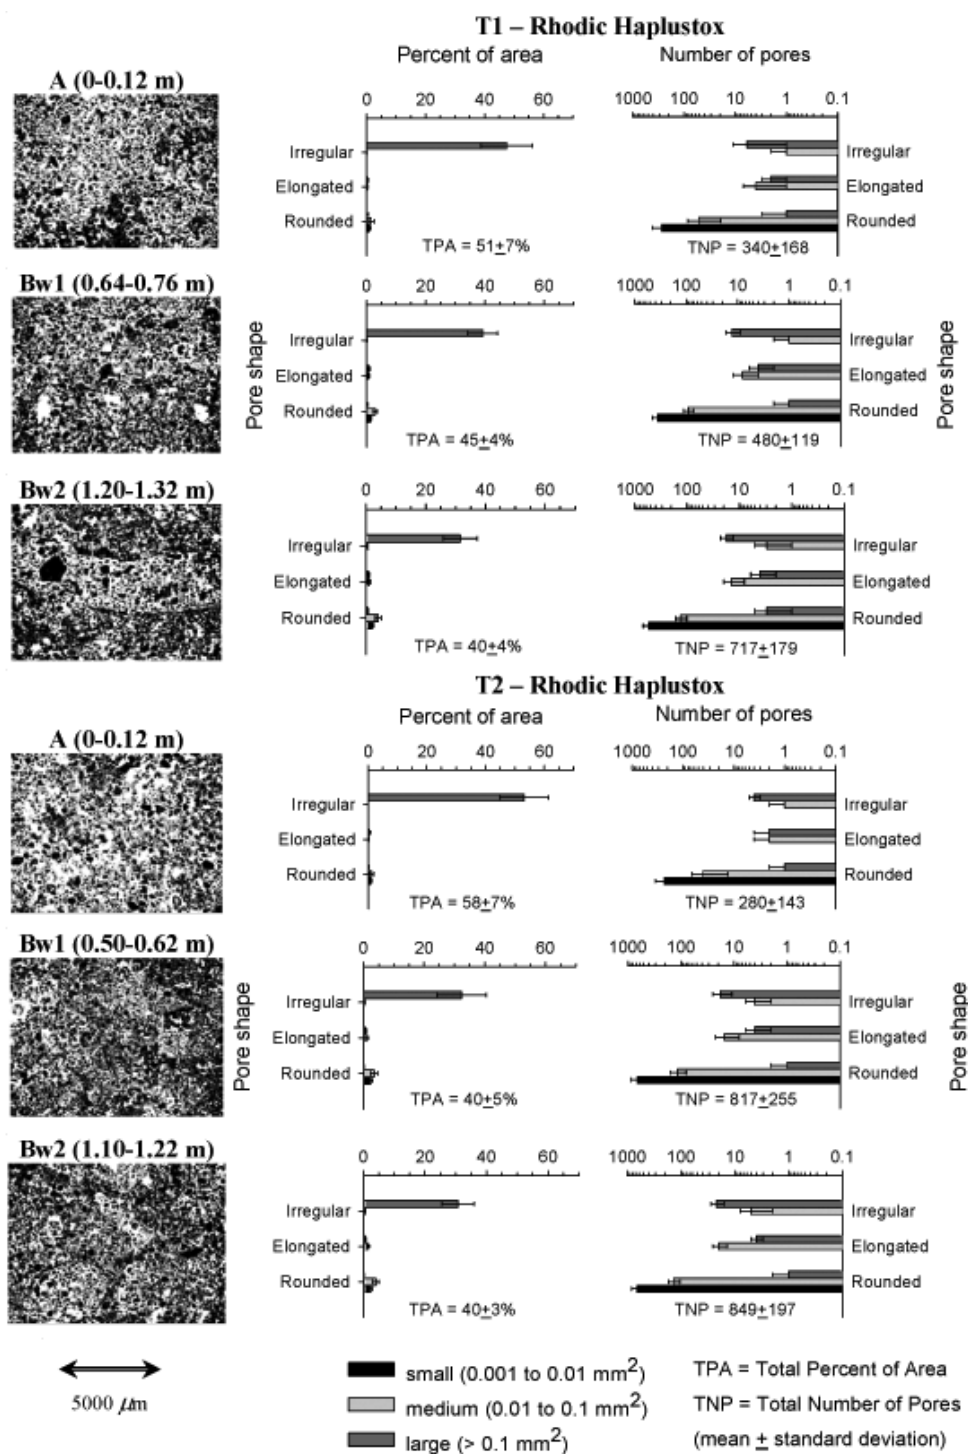 T1 – Rhodic Haplustox
Percent of area
Number of pores
A (0-0.12 m)
0 20 40 60
1000 100 10 1 0.1
Irregular
Irregular
Elongated
Elongated
Rounded
Rounded
TPA = 51±7%
TNP = 340±168
Bw1 (0.64-0.76 m)
0 20 40 60
1000 100 10 1 0.1
Pore shape
Irregular
Irregular
Elongated
Elongated
Rounded
Rounded
Pore shape
TPA = 45±4%
TNP = 480±119
Bw2 (1.20-1.32 m)
0 20 40 60
1000 100 10 1 0.1
Irregular
Irregular
Elongated
Elongated
Rounded
Rounded
TPA = 40±4%
TNP = 717±179
T2 – Rhodic Haplustox
Percent of area
Number of pores
A (0-0.12 m)
0 20 40 60
1000 100 10 1 0.1
Irregular
Irregular
Elongated
Elongated
Rounded
Rounded
TPA = 58±7%
TNP = 280±143
Bw1 (0.50-0.62 m)
0 20 40 60
1000 100 10 1 0.1
Pore shape
Irregular
Irregular
Elongated
Elongated
Rounded
Rounded
Pore shape
TPA = 40±5%
TNP = 817±255
Bw2 (1.10-1.22 m)
0 20 40 60
1000 100 10 1 0.1
Irregular
Irregular
Elongated
Elongated
Rounded
Rounded
TPA = 40±3%
TNP = 849±197
5000 µm
small (0.001 to 0.01 mm²)
medium (0.01 to 0.1 mm²)
large (> 0.1 mm²)
TPA = Total Percent of Area
TNP = Total Number of Pores
(mean ± standard deviation)